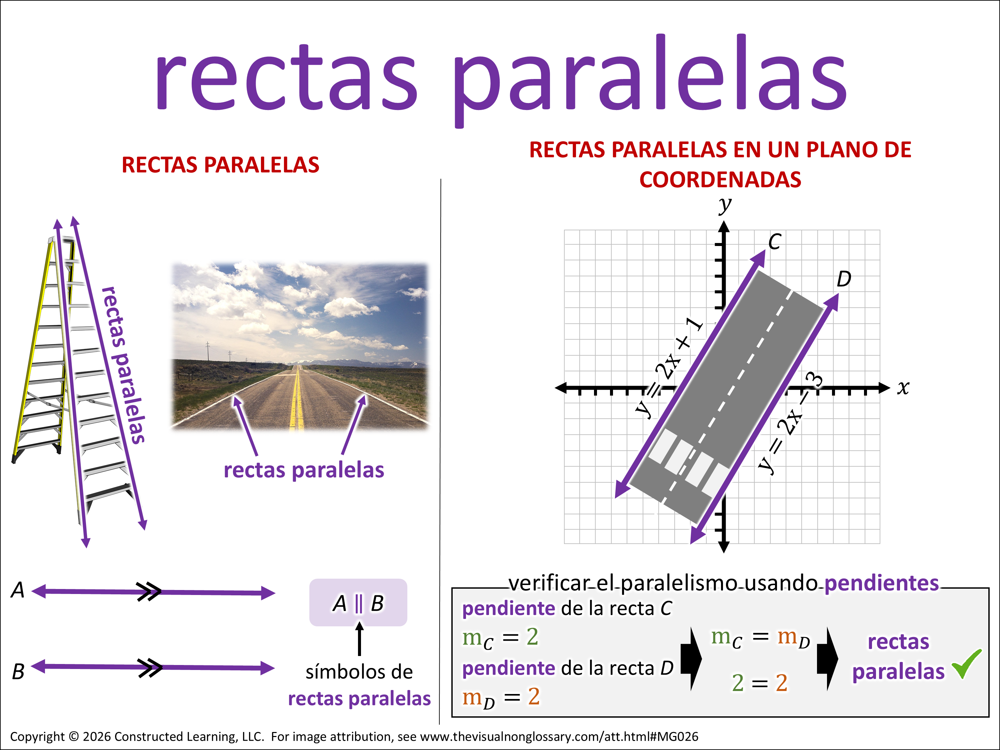 rectas paralelas
RECTAS PARALELAS
rectas paralelas
rectas paralelas
A
B
A || B
símbolos de
rectas paralelas
RECTAS PARALELAS EN UN PLANO DE
COORDENADAS
y
x
C
D
y = 2x + 1
y = 2x − 3
verificar el paralelismo usando pendientes
pendiente de la recta C
m_C = 2
pendiente de la recta D
m_D = 2
m_C = m_D
2 = 2
rectas
paralelas
Copyright © 2026 Constructed Learning, LLC. For image attribution, see www.thevisualnonglossary.com/att.html#MG026